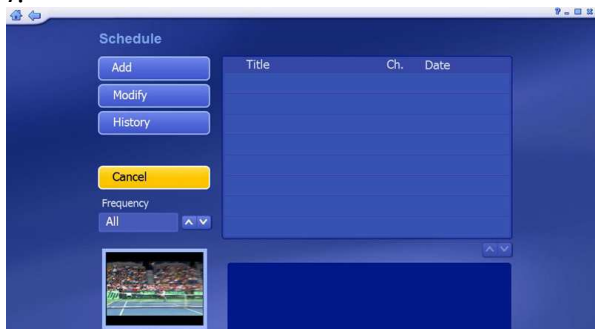 Schedule
Add
Title Ch. Date
Modify
History
Cancel
Frequency
All